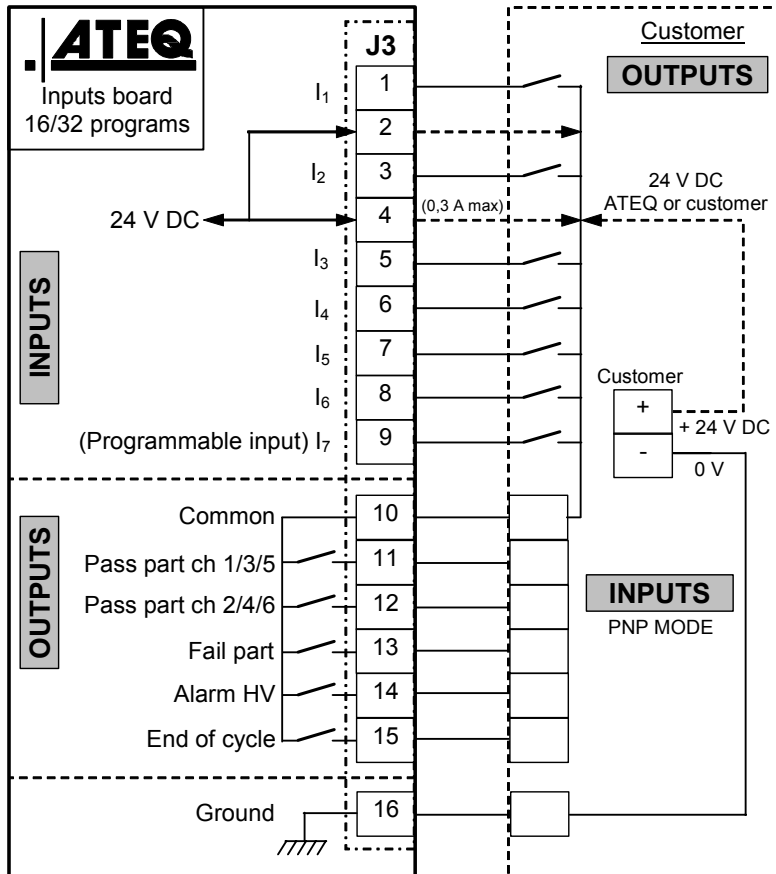 ATEQ
Inputs board
16/32 programs
J3
Customer
OUTPUTS
I₁
1
2
I₂
3
24 V DC
4
(0,3 A max)
24 V DC
ATEQ or customer
I₃
5
I₄
6
I₅
7
I₆
8
(Programmable input) I₇
9
INPUTS
Customer
+
+ 24 V DC
-
0 V
OUTPUTS
Common
10
Pass part ch 1/3/5
11
Pass part ch 2/4/6
12
Fail part
13
Alarm HV
14
End of cycle
15
INPUTS
PNP MODE
Ground
16